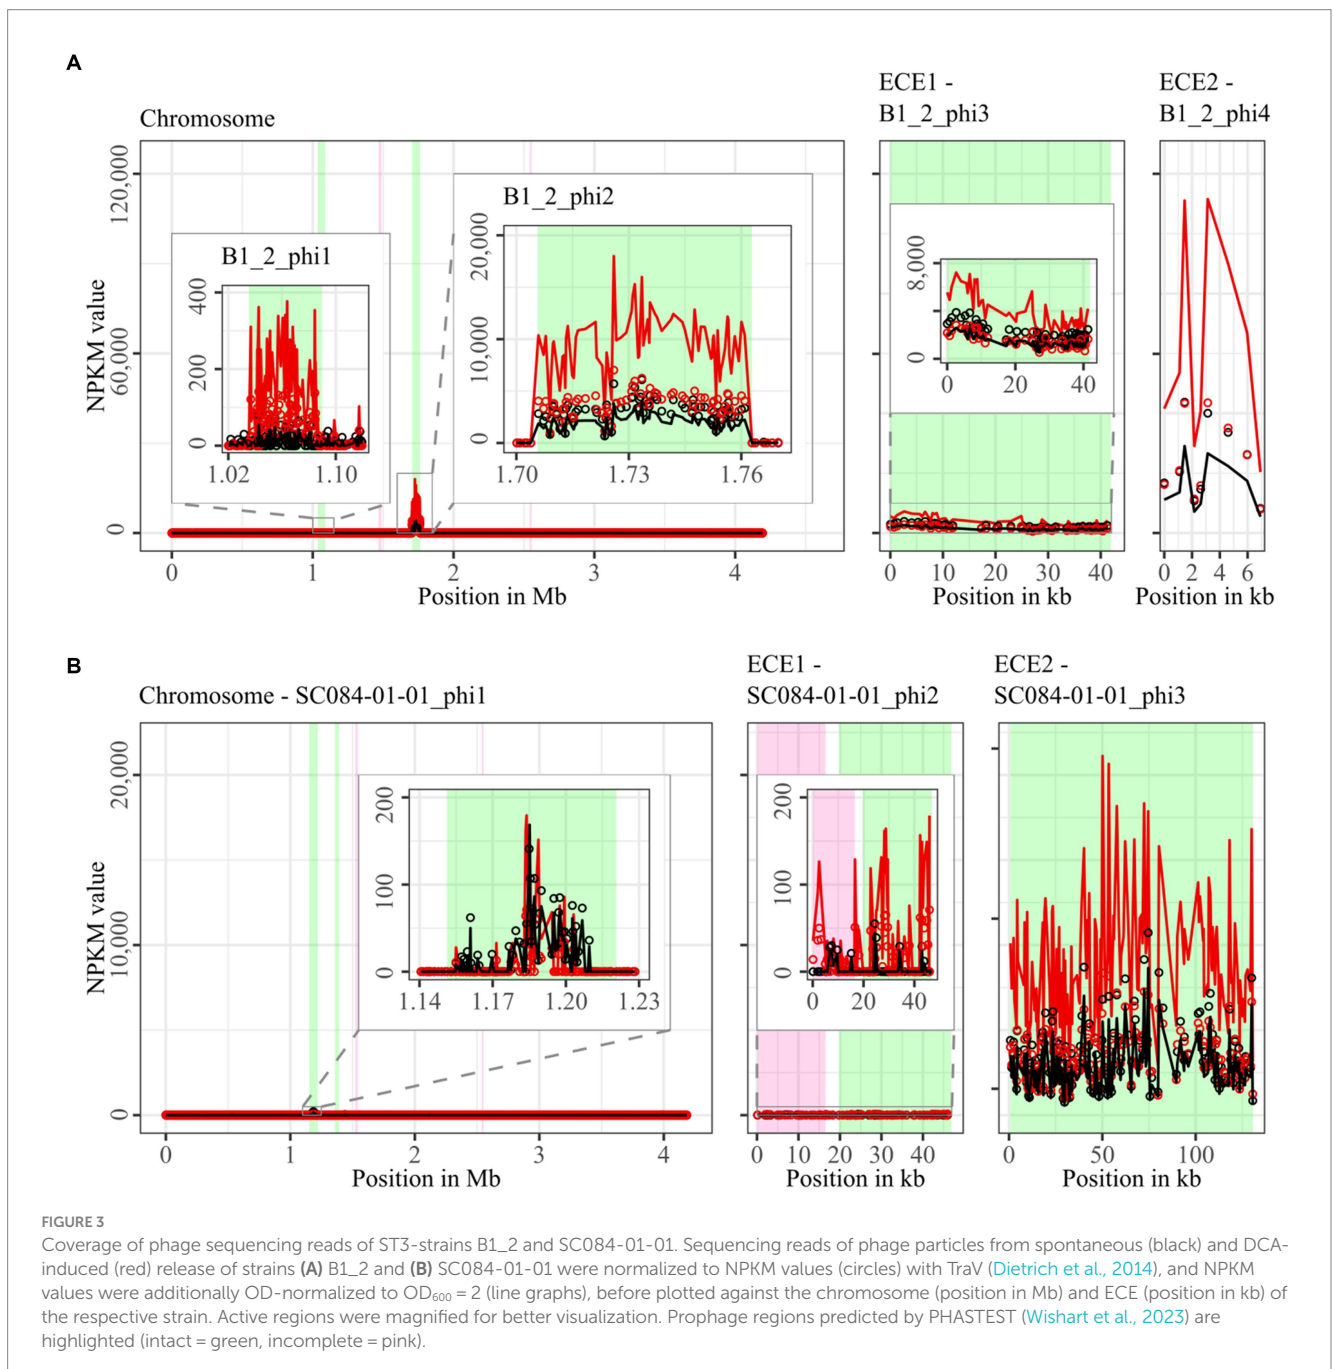 A
Chromosome
ECE1 -
B1_2_phi3
ECE2 -
B1_2_phi4
NPKM value
120,000
60,000
0
B1_2_phi1
400
200
0
1.02
1.10
B1_2_phi2
20,000
10,000
0
1.70
1.73
1.76
0
1
2
3
4
Position in Mb
8,000
0
0
20
40
0
10
20
30
40
Position in kb
0
2
4
6
Position in kb
B
Chromosome - SC084-01-01_phi1
ECE1 -
SC084-01-01_phi2
ECE2 -
SC084-01-01_phi3
NPKM value
20,000
10,000
0
200
100
0
1.14
1.17
1.20
1.23
0
1
2
3
4
Position in Mb
200
100
0
0
20
40
0
10
20
30
40
Position in kb
0
50
100
Position in kb
FIGURE 3
Coverage of phage sequencing reads of ST3-strains B1_2 and SC084-01-01. Sequencing reads of phage particles from spontaneous (black) and DCA-
induced (red) release of strains (A) B1_2 and (B) SC084-01-01 were normalized to NPKM values (circles) with TraV (Dietrich et al., 2014), and NPKM
values were additionally OD-normalized to OD₆₀₀ = 2 (line graphs), before plotted against the chromosome (position in Mb) and ECE (position in kb) of
the respective strain. Active regions were magnified for better visualization. Prophage regions predicted by PHASTEST (Wishart et al., 2023) are
highlighted (intact = green, incomplete = pink).